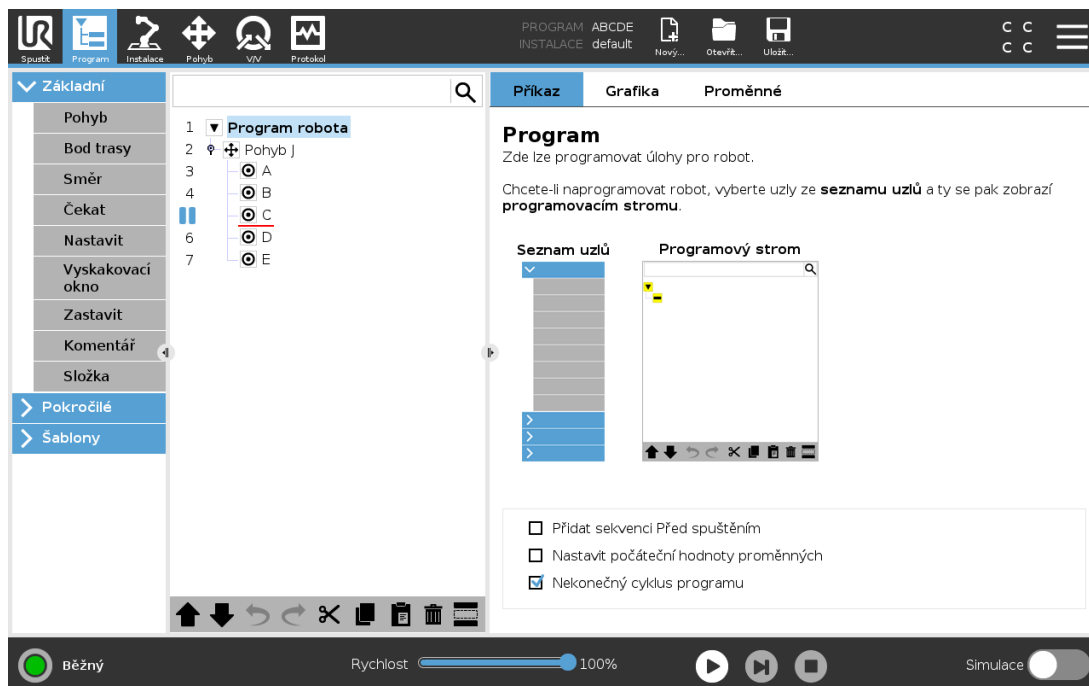 PROGRAM ABCDE
INSTALACE default
C C
C C
Spustit Program Instalace Pohyb V/V Protokol Nový... Otevřít... Uložit...
Základní
Pohyb
Bod trasy
Směr
Čekat
Nastavit
Vyskakovací
okno
Zastavit
Komentář
Složka
Pokročilé
Šablony
1 Program robota
2 Pohyb J
3 A
4 B
C
6 D
7 E
Příkaz Grafika Proměnné
Program
Zde lze programovat úlohy pro robot.
Chcete-li naprogramovat robot, vyberte uzly ze seznamu uzlů a ty se pak zobrazí
programovacím stromu.
Seznam uzlů Programový strom
Přidat sekvenci Před spuštěním
Nastavit počáteční hodnoty proměnných
Nekonečný cyklus programu
Běžný Rychlost 100% Simulace